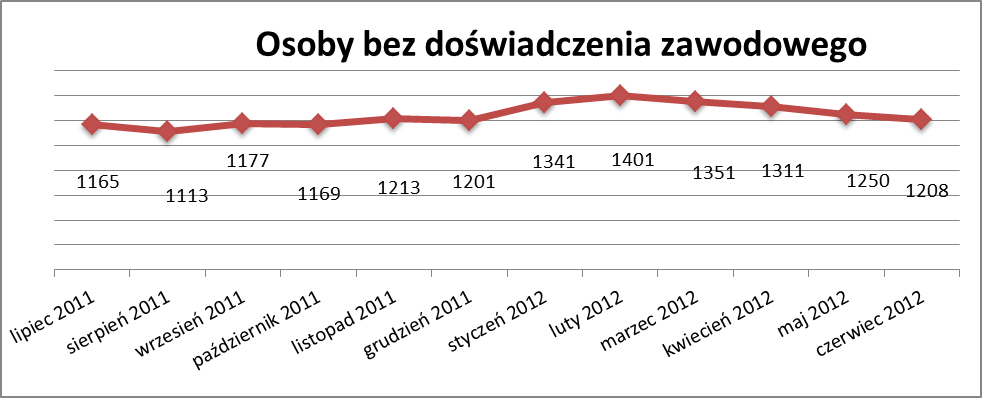 Osoby bez doświadczenia zawodowego
1165
1113
1177
1169
1213
1201
1341
1401
1351
1311
1250
1208
lipiec 2011
sierpień 2011
wrzesień 2011
październik 2011
listopad 2011
grudzień 2011
styczeń 2012
luty 2012
marzec 2012
kwiecień 2012
maj 2012
czerwiec 2012